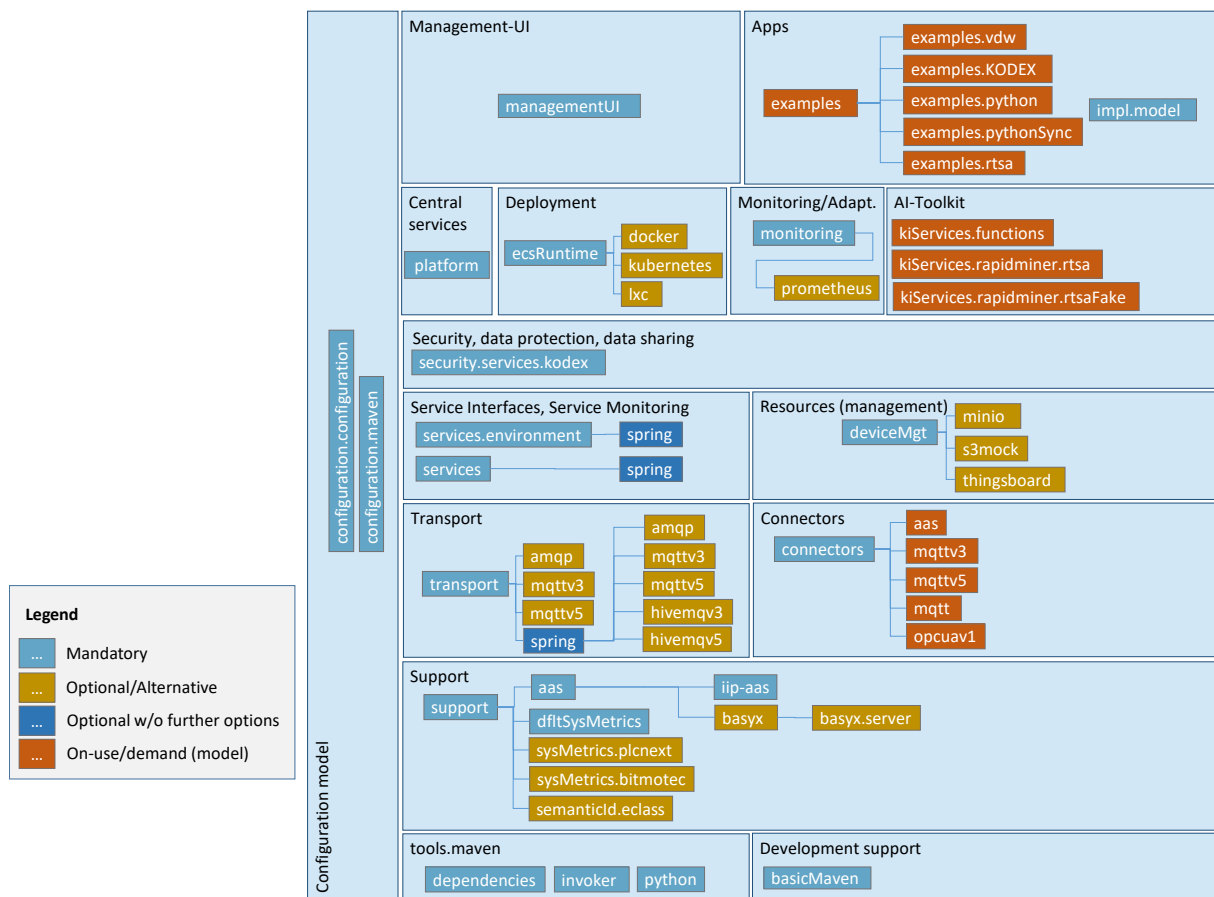 Management-UI
managementUI
Apps
examples
examples.vdw
examples.KODEX
examples.python
examples.pythonSync
examples.rtsa
impl.model
Central
services
platform
Deployment
ecsRuntime
docker
kubernetes
lxc
Monitoring/Adapt.
monitoring
prometheus
AI-Toolkit
kiServices.functions
kiServices.rapidminer.rtsa
kiServices.rapidminer.rtsaFake
Security, data protection, data sharing
security.services.kodex
Service Interfaces, Service Monitoring
services.environment
spring
services
spring
Resources (management)
deviceMgt
minio
s3mock
thingsboard
Transport
transport
amqp
mqttv3
mqttv5
spring
amqp
mqttv3
mqttv5
hivemqv3
hivemqv5
Connectors
connectors
aas
mqttv3
mqttv5
mqtt
opcuav1
Support
support
aas
iip-aas
basyx
basyx.server
dfltSysMetrics
sysMetrics.plcnext
sysMetrics.bitmotec
semanticId.eclass
tools.maven
dependencies
invoker
python
Development support
basicMaven
Configuration model
configuration.configuration
configuration.maven
Legend
... Mandatory
... Optional/Alternative
... Optional w/o further options
... On-use/demand (model)